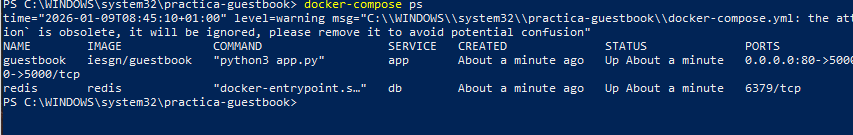 PS C:\WINDOWS\system32\practica-guestbook> docker-compose ps
time="2026-01-09T08:45:10+01:00" level=warning msg="C:\\WINDOWS\\system32\\practica-guestbook\\docker-compose.yml: the att
ion` is obsolete, it will be ignored, please remove it to avoid potential confusion"
NAME IMAGE COMMAND SERVICE CREATED STATUS PORTS
guestbook iesgn/guestbook "python3 app.py" app About a minute ago Up About a minute 0.0.0.0:80->5000
0->5000/tcp
redis redis "docker-entrypoint.s…" db About a minute ago Up About a minute 6379/tcp
PS C:\WINDOWS\system32\practica-guestbook>